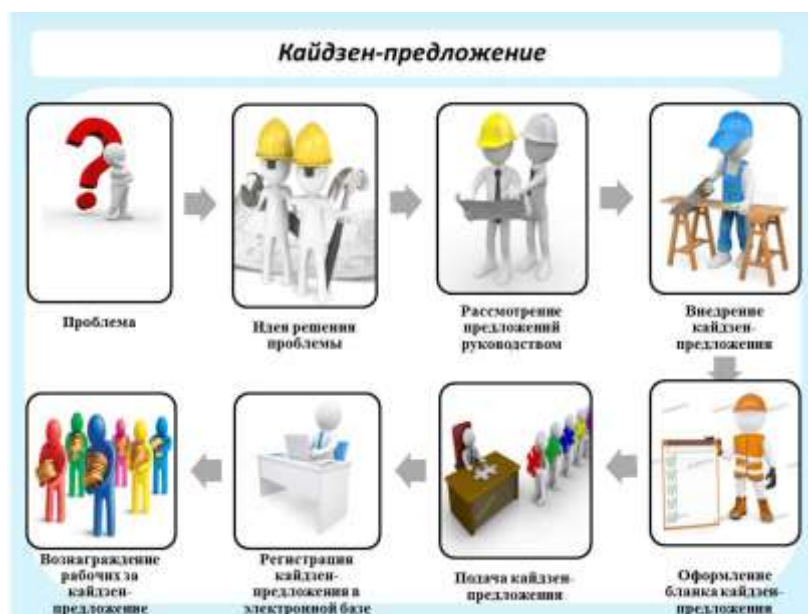 Кайдзен-предложение
Проблема
Идея решения
проблемы
Рассмотрение
предложений
руководством
Внедрение
кайдзен-
предложения
Вознаграждение
рабочих за
кайдзен-
предложение
Регистрация
кайдзен-
предложения в
электронной базе
Подача кайдзен-
предложения
Оформление
бланка кайдзен-
предложения